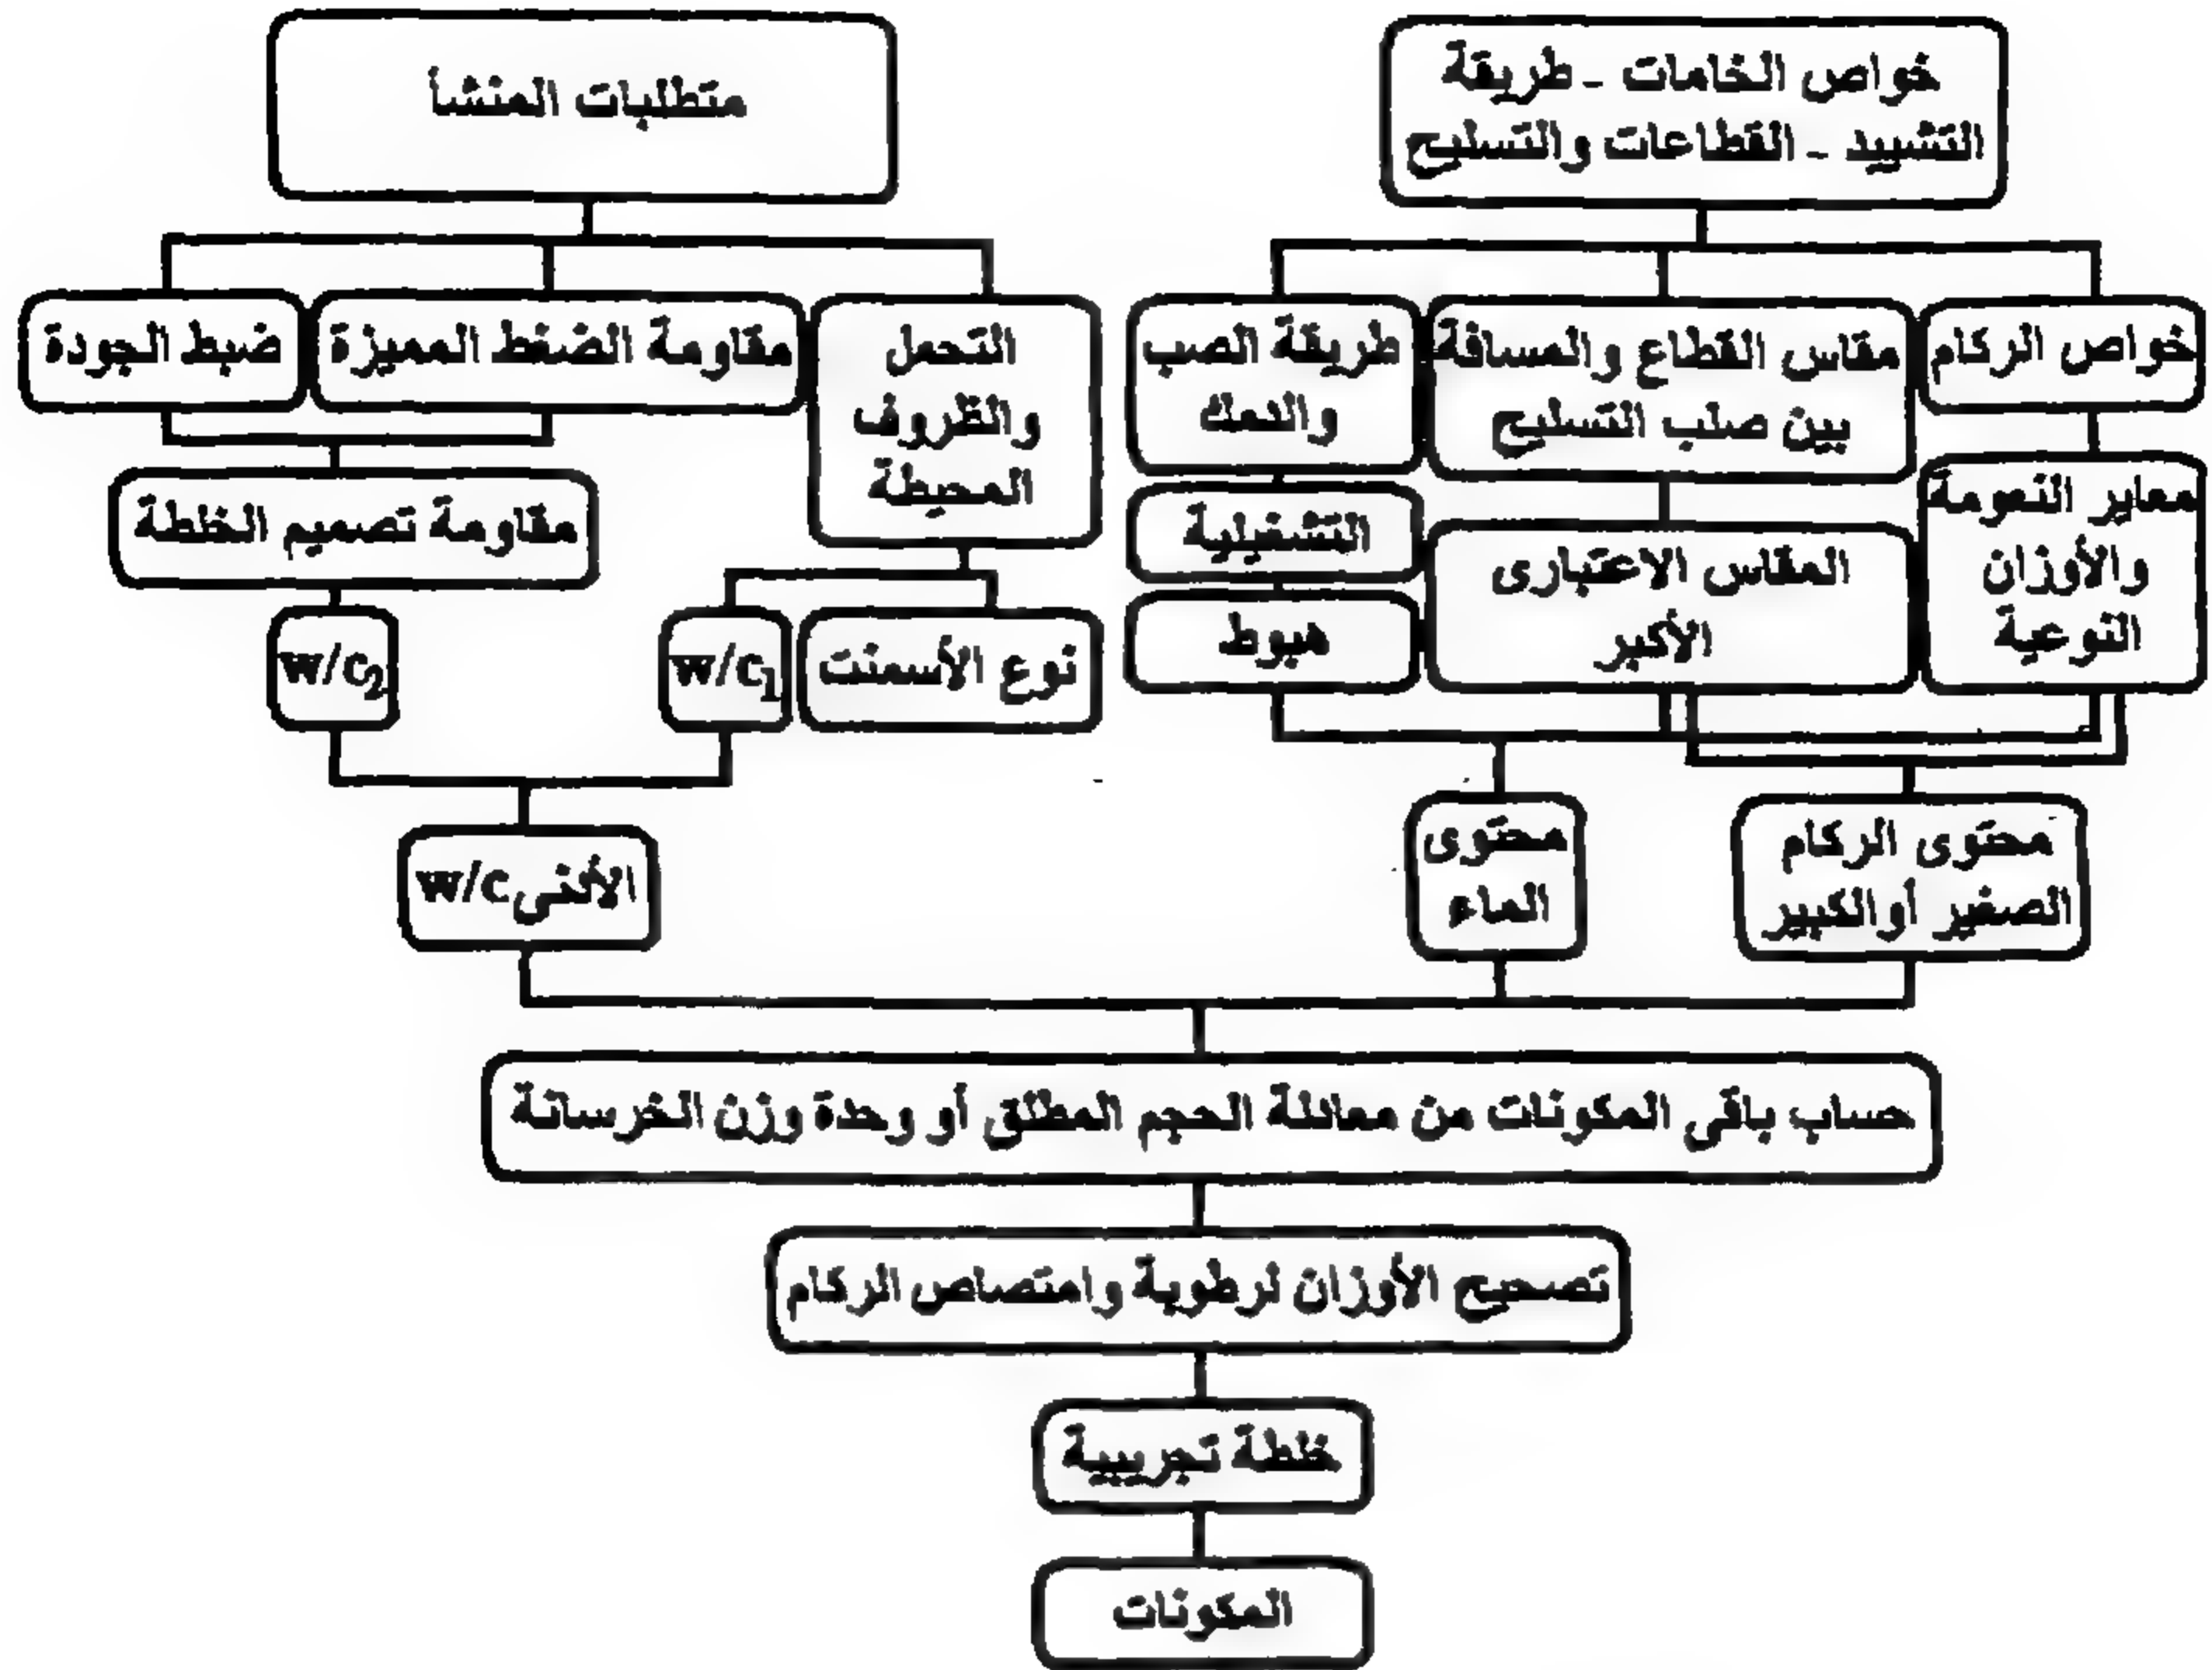 خواص الخامات - طريقة
التشييد - القطاعات والتسليح
متطلبات المنشأ
خواص الركام
مقاس القطاع والمسافة
بين صلب التسليح
طريقة الصب
والدمك
التحمل
والظروف
المحيطة
مقاومة الضغط المميزة
ضبط الجودة
معاير النعومة
والأوزان
النوعية
المقاس الاعتبارى
الأكبر
التشغيلية
هبوط
نوع الأسمنت
w/c₁
مقاومة تصميم الخلطة
w/c₂
محتوى الركام
الصغير أو الكبير
محتوى
الماء
الأدنى w/c
حساب باقى المكونات من معادلة الحجم المطلق أو وحدة وزن الخرسانة
تصحيح الأوزان لرطوبة وامتصاص الركام
خلطة تجريبية
المكونات